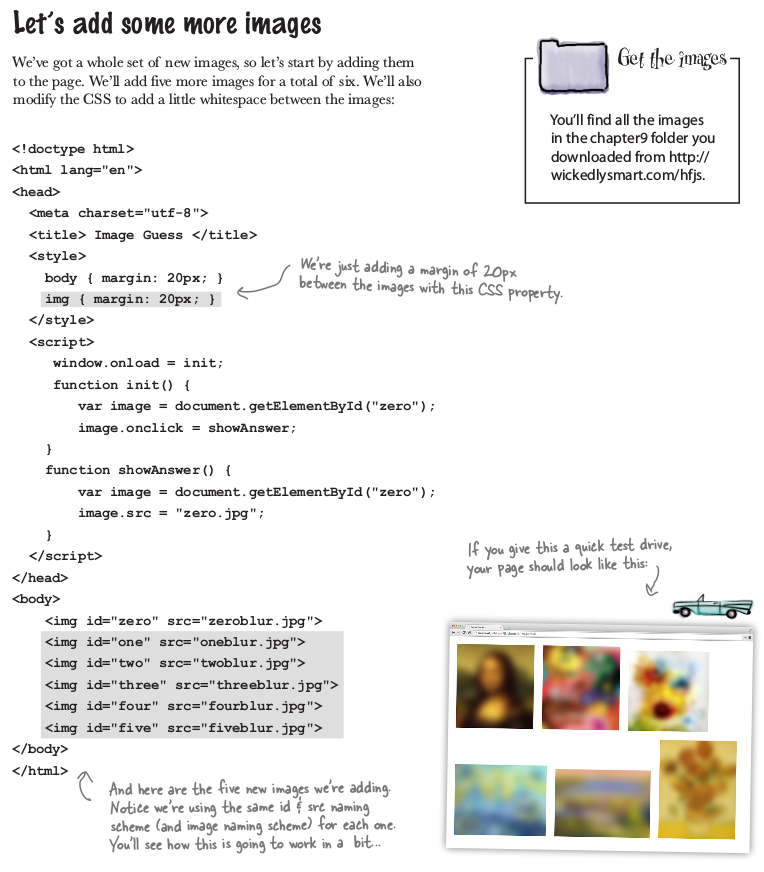 Let's add some more images
We've got a whole set of new images, so let's start by adding them
to the page. We'll add five more images for a total of six. We'll also
modify the CSS to add a little whitespace between the images:
Get the images
You'll find all the images
in the chapter9 folder you
downloaded from http://
wickedlysmart.com/hfjs.
<!doctype html>
<html lang="en">
<head>
<meta charset="utf-8">
<title> Image Guess </title>
<style>
body { margin: 20px; }
img { margin: 20px; }
We're just adding a margin of 20px
between the images with this CSS property.
</style>
<script>
window.onload = init;
function init() {
var image = document.getElementById("zero");
image.onclick = showAnswer;
}
function showAnswer() {
var image = document.getElementById("zero");
image.src = "zero.jpg";
}
</script>
</head>
<body>
<img id="zero" src="zeroblur.jpg">
<img id="one" src="oneblur.jpg">
<img id="two" src="twoblur.jpg">
<img id="three" src="threeblur.jpg">
<img id="four" src="fourblur.jpg">
<img id="five" src="fiveblur.jpg">
</body>
</html>
If you give this a quick test drive,
your page should look like this:
And here are the five new images we're adding.
Notice we're using the same id & src naming
scheme (and image naming scheme) for each one.
You'll see how this is going to work in a bit...